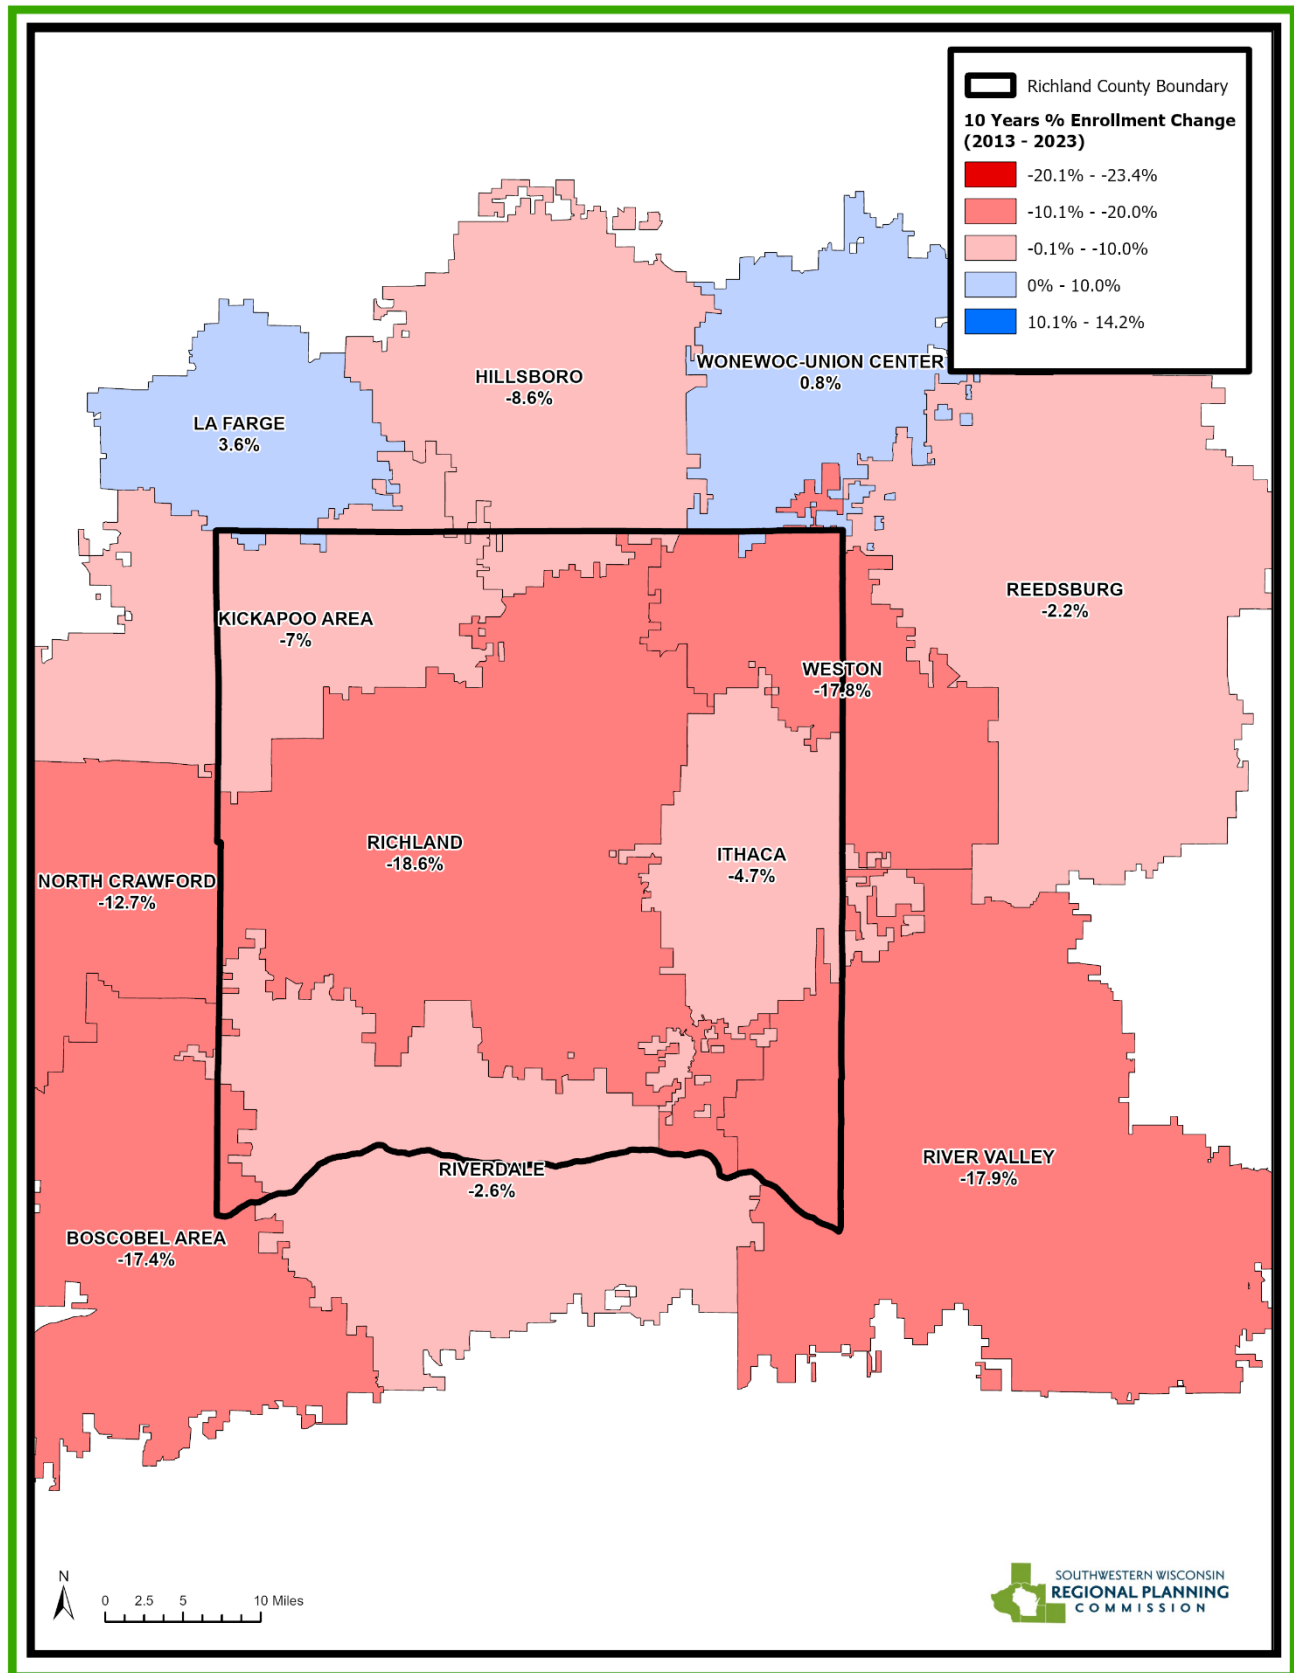 Richland County Boundary
10 Years % Enrollment Change
(2013 - 2023)
-20.1% - -23.4%
-10.1% - -20.0%
-0.1% - -10.0%
0% - 10.0%
10.1% - 14.2%
HILLSBORO
-8.6%
WONEWOC-UNION CENTER
0.8%
LA FARGE
3.6%
REEDSBURG
-2.2%
KICKAPOO AREA
-7%
WESTON
-17.8%
RICHLAND
-18.6%
ITHACA
-4.7%
NORTH CRAWFORD
-12.7%
RIVER VALLEY
-17.9%
RIVERDALE
-2.6%
BOSCOBEL AREA
-17.4%
N
0 2.5 5 10 Miles
SOUTHWESTERN WISCONSIN
REGIONAL PLANNING
COMMISSION